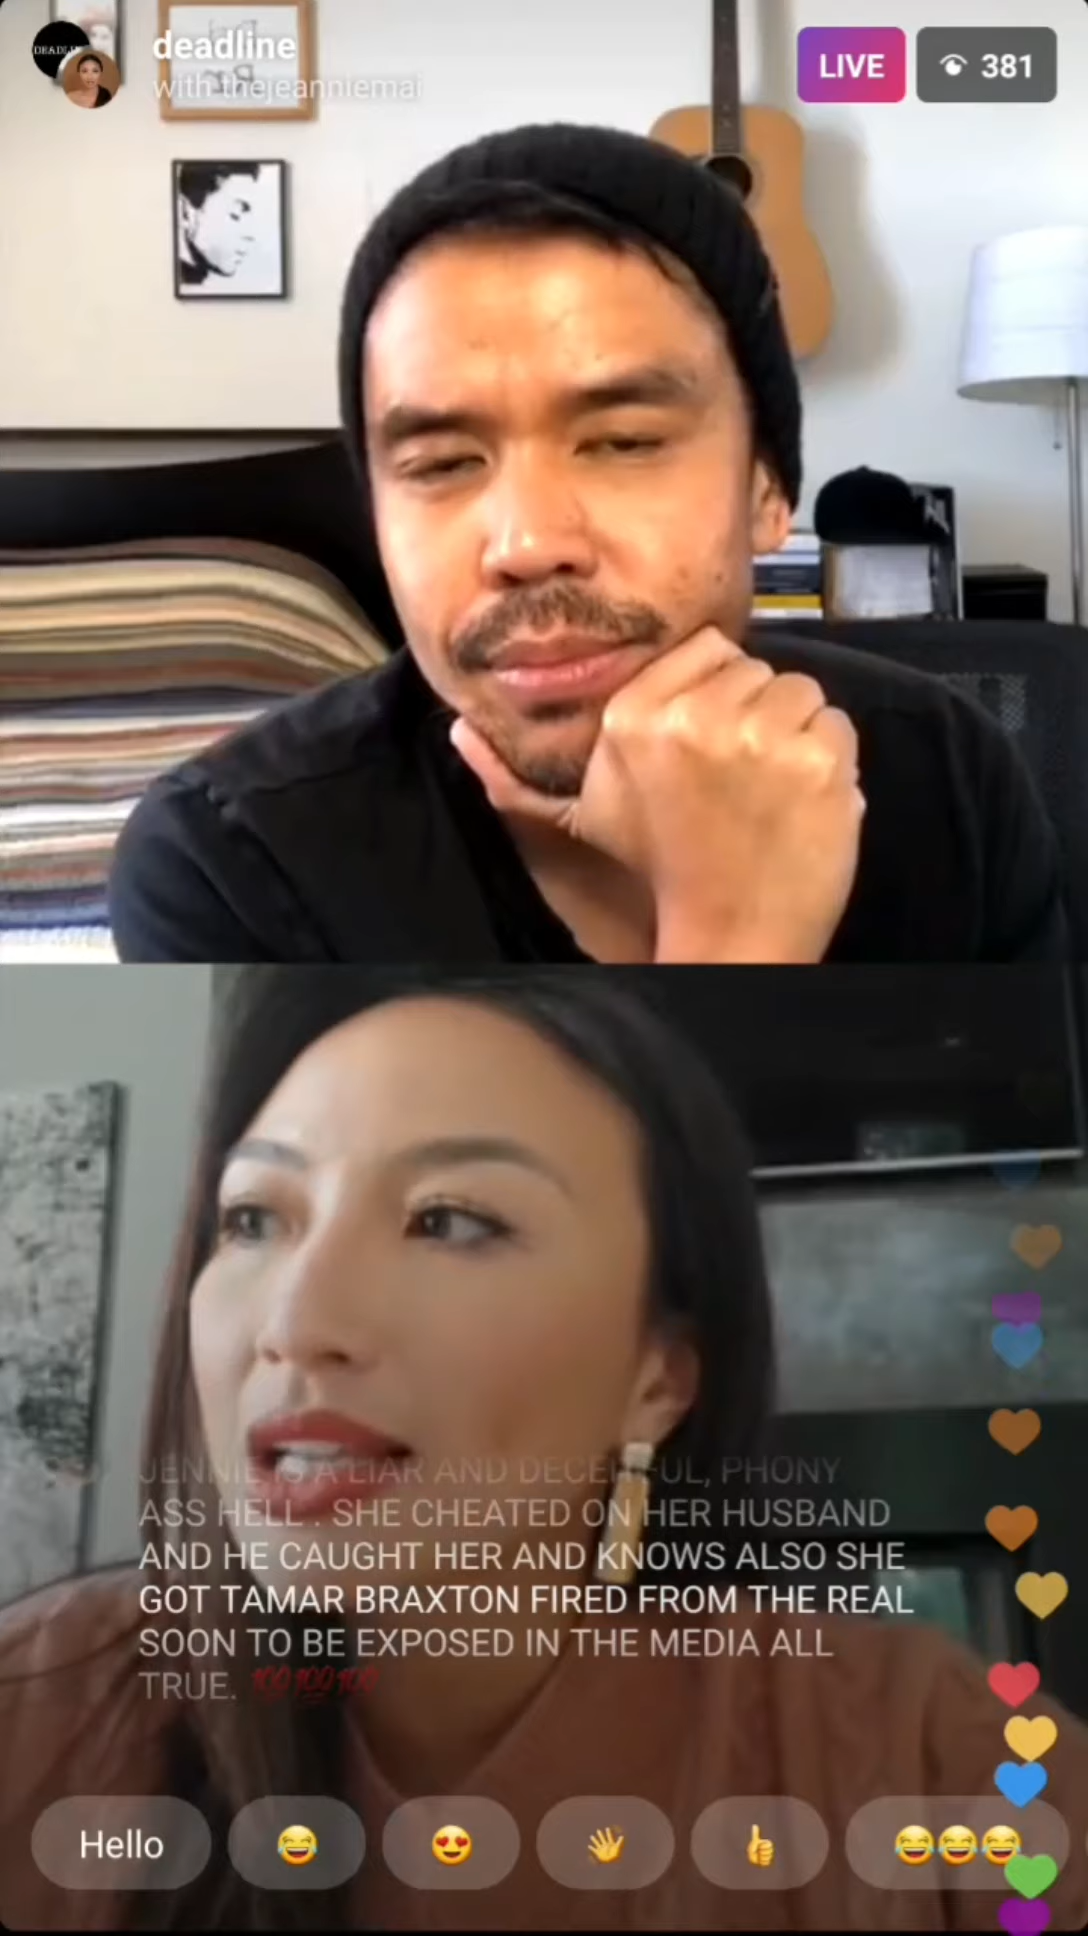 deadline
with thejeanniemai
LIVE
381
JENNIE IS A LIAR AND DECEITFUL, PHONY
ASS HELL . SHE CHEATED ON HER HUSBAND
AND HE CAUGHT HER AND KNOWS ALSO SHE
GOT TAMAR BRAXTON FIRED FROM THE REAL
SOON TO BE EXPOSED IN THE MEDIA ALL
TRUE. 💯💯💯
Hello 😂 😍 👋 👍 😂😂😂